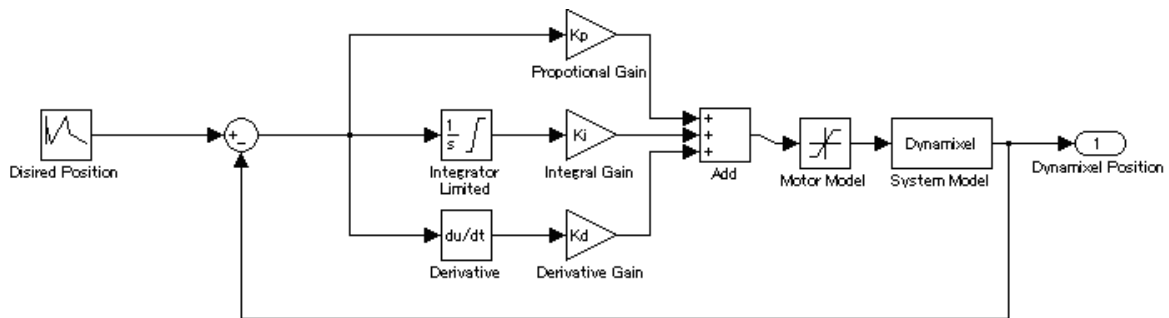 Kp
Propotional Gain
+
−
Disired Position
1
s
Integrator
Limited
Ki
Integral Gain
+
+
+
Add
Motor Model
Dynamixel
System Model
1
Dynamixel Position
du/dt
Derivative
Kd
Derivative Gain